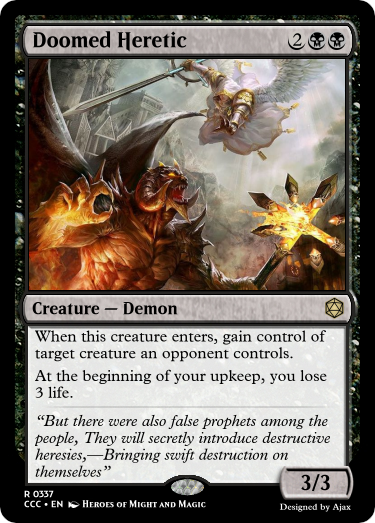 Doomed Heretic 2
Creature — Demon
When this creature enters, gain control of
target creature an opponent controls.
At the beginning of your upkeep, you lose
3 life.
“But there were also false prophets among the
people, They will secretly introduce destructive
heresies,—Bringing swift destruction on
themselves”
3/3
R 0337
CCC • EN Heroes of Might and Magic
Designed by Ajax